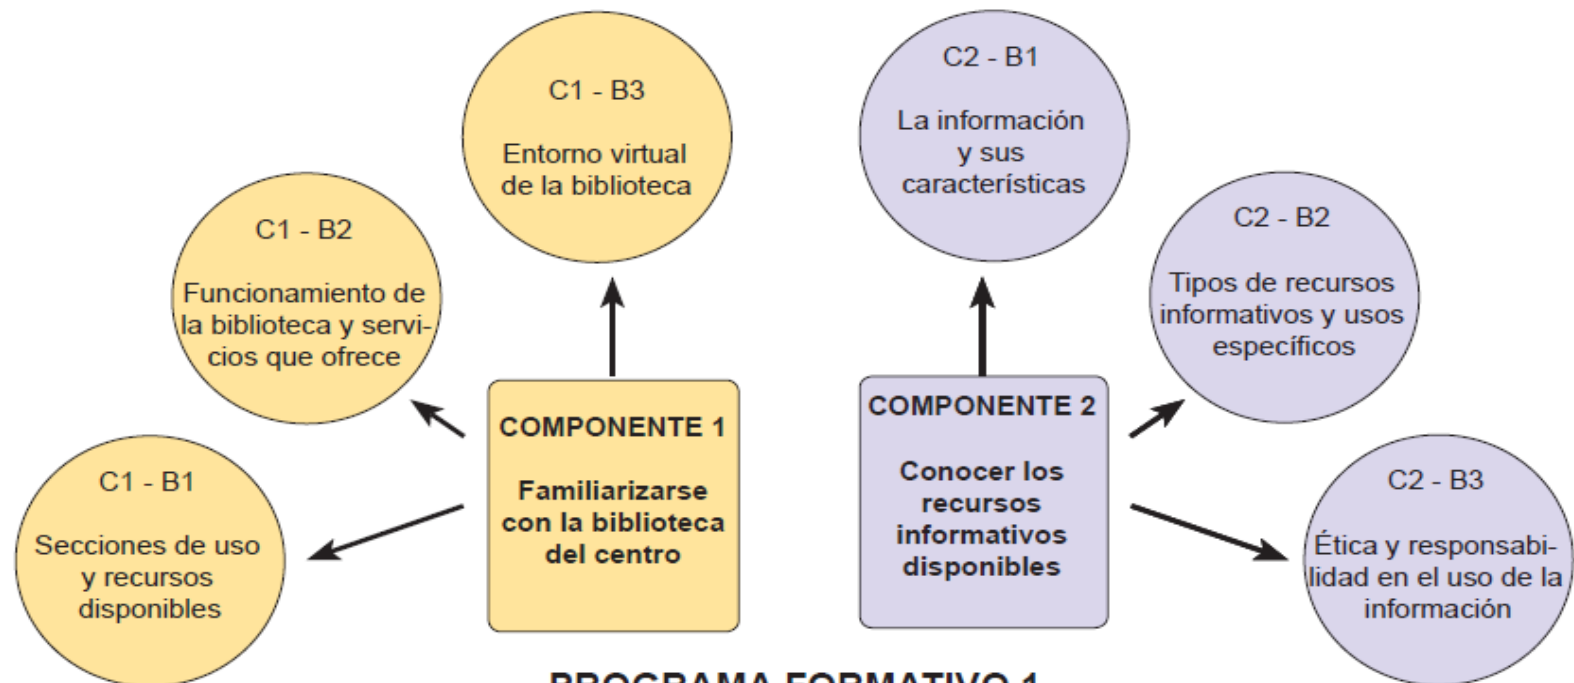 C1 - B3
Entorno virtual
de la biblioteca
C2 - B1
La información
y sus
características
C1 - B2
Funcionamiento de
la biblioteca y servi-
cios que ofrece
C2 - B2
Tipos de recursos
informativos y usos
específicos
C1 - B1
Secciones de uso
y recursos
disponibles
COMPONENTE 1
Familiarizarse
con la biblioteca
del centro
COMPONENTE 2
Conocer los
recursos
informativos
disponibles
C2 - B3
Ética y responsabi-
lidad en el uso de la
información
PROGRAMA FORMATIVO 1